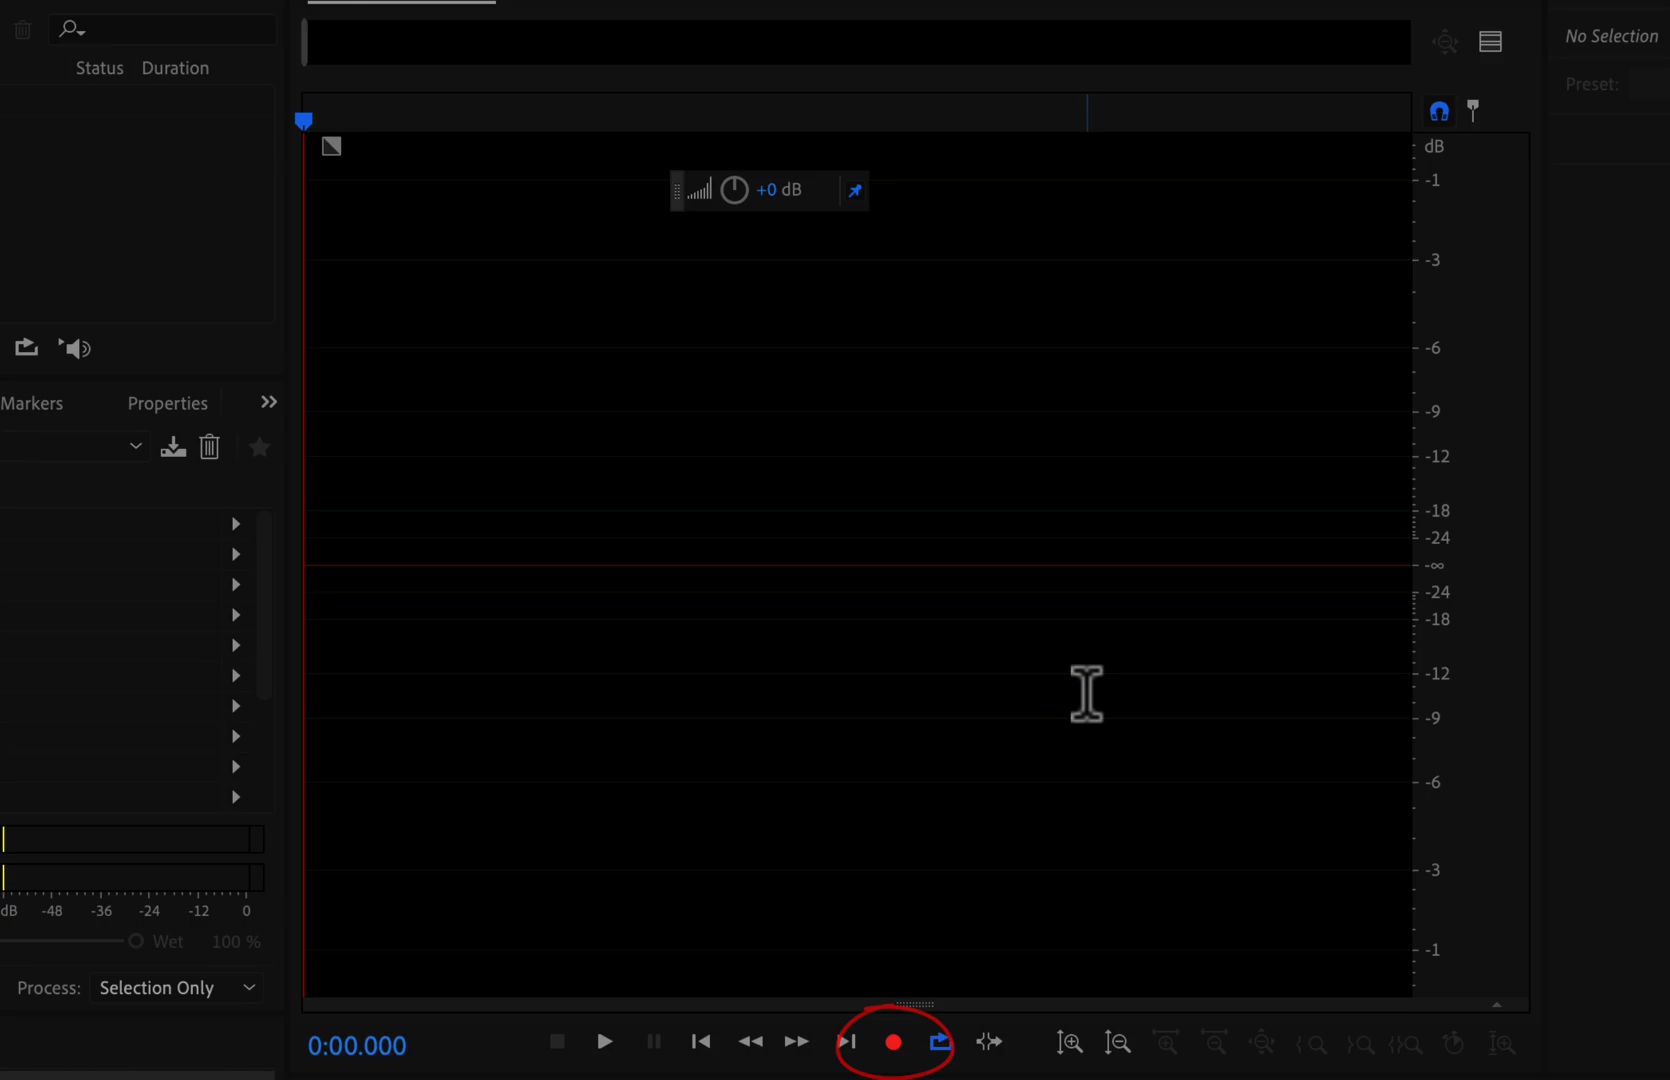 Status Duration
No Selection
Preset:
dB
-1
+0 dB
-3
-6
-9
-12
-18
-24
-∞
-24
-18
-12
-9
-6
-3
-1
Markers Properties
dB -48 -36 -24 -12 0
Wet 100 %
Process: Selection Only
0:00.000